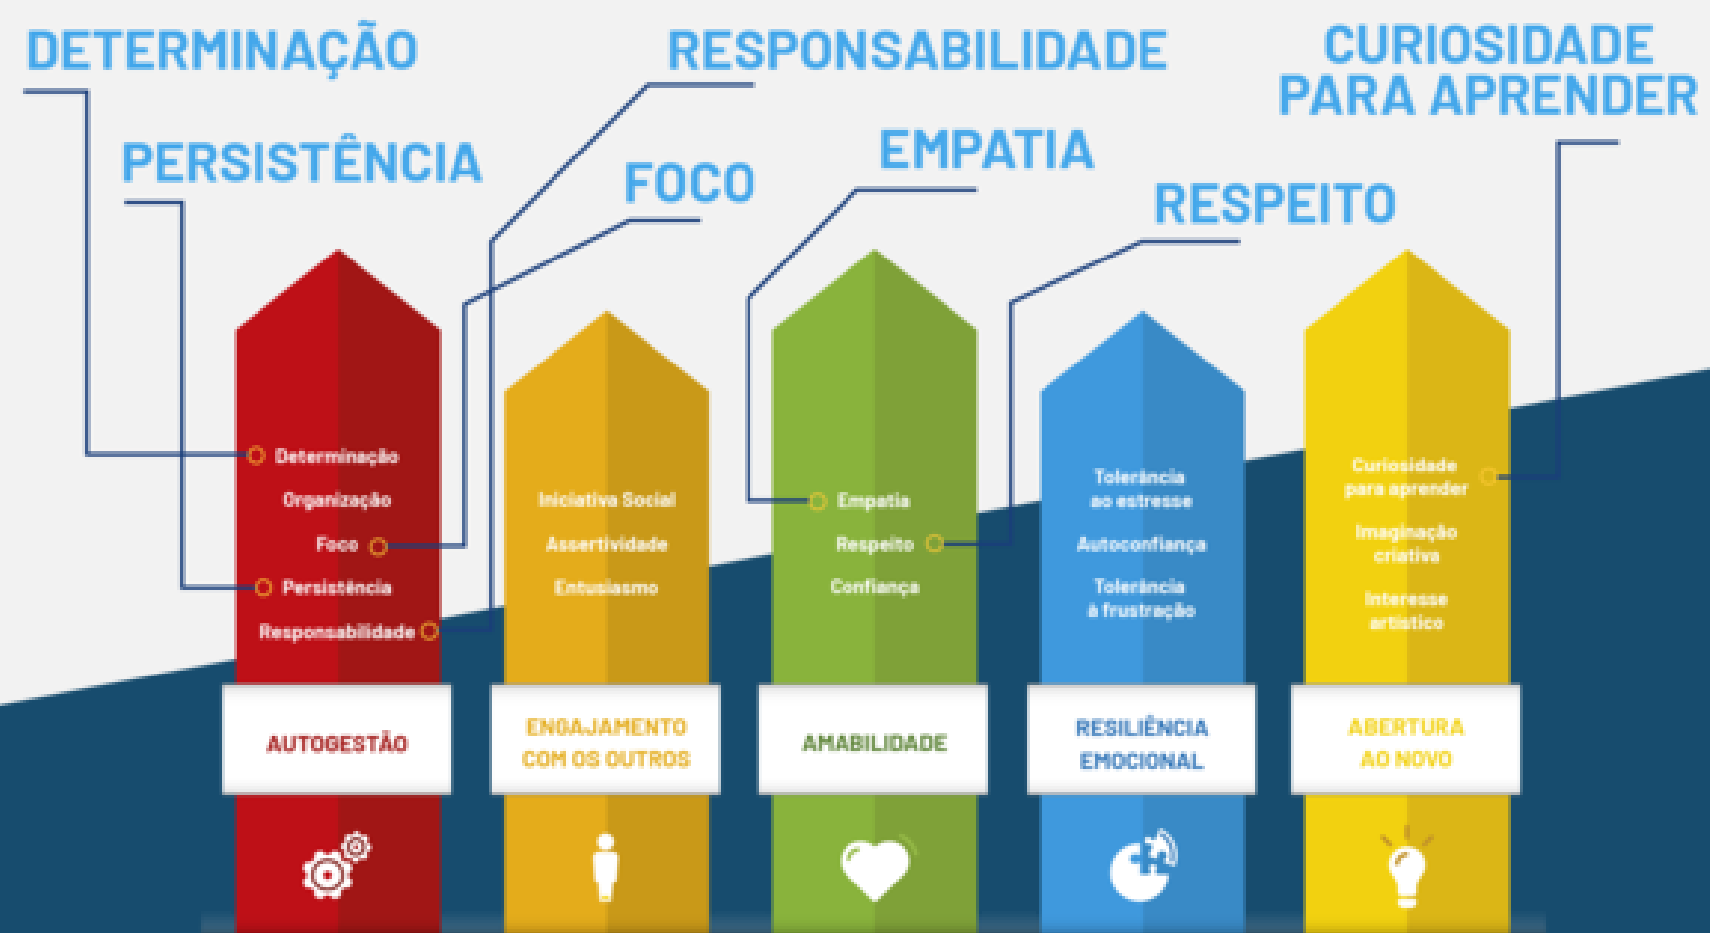 DETERMINAÇÃO
RESPONSABILIDADE
CURIOSIDADE
PARA APRENDER
PERSISTÊNCIA
FOCO
EMPATIA
RESPEITO
Determinação
Organização
Foco
Persistência
Responsabilidade
AUTOGESTÃO
Iniciativa Social
Assertividade
Entusiasmo
ENGAJAMENTO
COM OS OUTROS
Empatia
Respeito
Confiança
AMABILIDADE
Tolerância
ao estresse
Autoconfiança
Tolerância
à frustração
RESILIÊNCIA
EMOCIONAL
Curiosidade
para aprender
Imaginação
criativa
Interesse
artístico
ABERTURA
AO NOVO